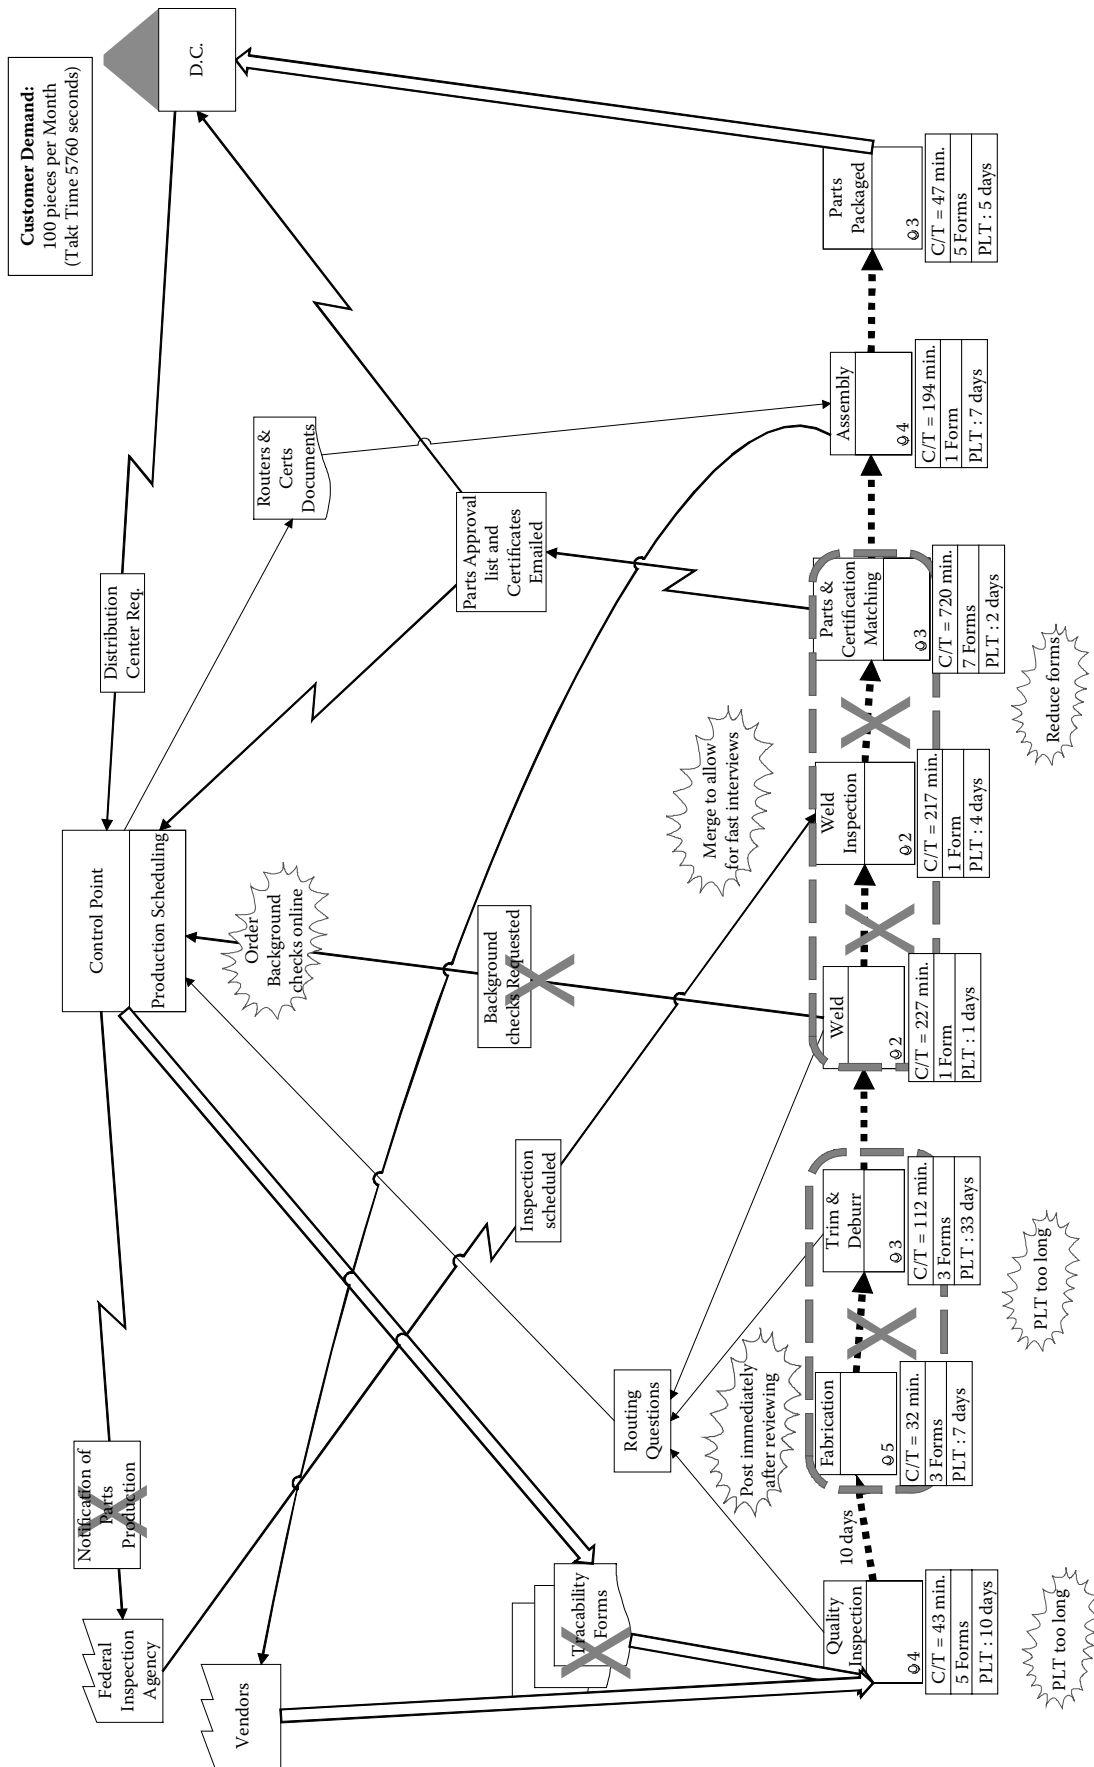 Federal
Inspection
Agency
Notification of
Parts
Production
Control Point
Production Scheduling
Distribution
Center Req.
Customer Demand:
100 pieces per Month
(Takt Time 5760 seconds)
D.C.
Vendors
Order
Background
checks online
Routers &
Certs
Documents
Tracability
Forms
Inspection
scheduled
Background
checks Requested
Parts Approval
list and
Certificates
Emailed
Routing
Questions
Post immediately
after reviewing
Merge to allow
for fast interviews
Quality
Inspection
4
C/T = 43 min.
5 Forms
PLT : 10 days
10 days
Fabrication
5
C/T = 32 min.
3 Forms
PLT : 7 days
Trim &
Deburr
3
C/T = 112 min.
3 Forms
PLT : 33 days
Weld
2
C/T = 227 min.
1 Form
PLT : 1 days
Weld
Inspection
2
C/T = 217 min.
1 Form
PLT : 4 days
Parts &
Certification
Matching
3
C/T = 720 min.
7 Forms
PLT : 2 days
Assembly
4
C/T = 194 min.
1 Form
PLT : 7 days
Parts
Packaged
3
C/T = 47 min.
5 Forms
PLT : 5 days
PLT too long
PLT too long
Reduce forms